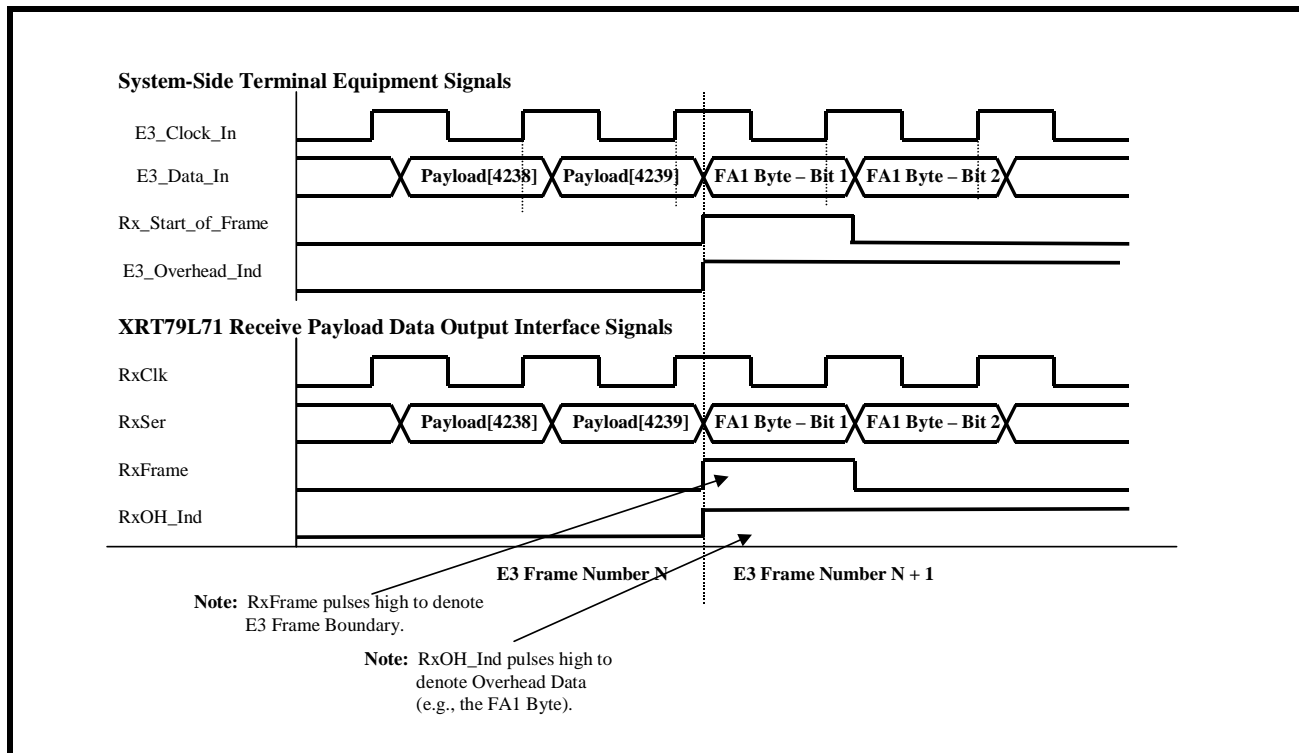 System-Side Terminal Equipment Signals
E3_Clock_In
E3_Data_In
Payload[4238] Payload[4239] FA1 Byte – Bit 1 FA1 Byte – Bit 2
Rx_Start_of_Frame
E3_Overhead_Ind
XRT79L71 Receive Payload Data Output Interface Signals
RxClk
RxSer
Payload[4238] Payload[4239] FA1 Byte – Bit 1 FA1 Byte – Bit 2
RxFrame
RxOH_Ind
E3 Frame Number N E3 Frame Number N + 1
Note: RxFrame pulses high to denote
E3 Frame Boundary.
Note: RxOH_Ind pulses high to
denote Overhead Data
(e.g., the FA1 Byte).